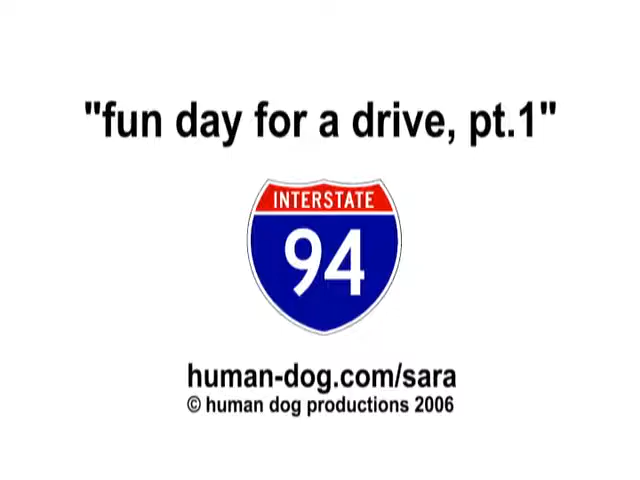 "fun day for a drive, pt.1"
INTERSTATE
94
human-dog.com/sara
© human dog productions 2006